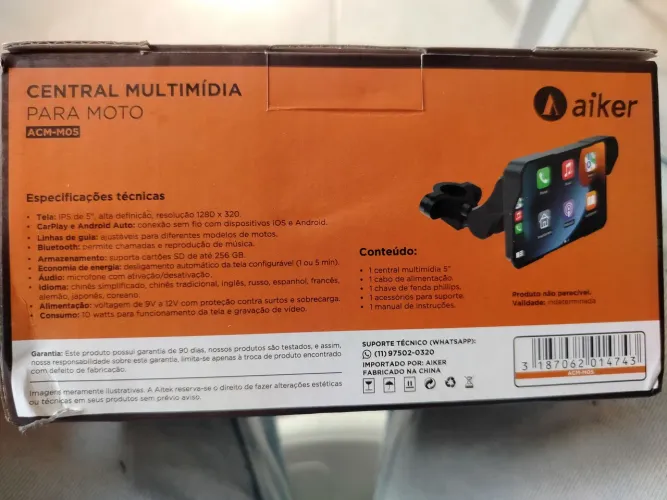 CENTRAL MULTIMÍDIA
PARA MOTO
ACM-M05
aiker
Especificações técnicas
• Tela: IPS de 5", alta definição, resolução 1280 x 320.
• CarPlay e Android Auto: conexão sem fio com dispositivos iOS e Android.
• Linhas de guia: ajustáveis para diferentes modelos de motos.
• Bluetooth: permite chamadas e reprodução de música.
• Armazenamento: suporta cartões SD de até 256 GB.
• Economia de energia: desligamento automático da tela configurável (1 ou 5 min).
• Áudio: microfone com ativação/desativação.
• Idioma: chinês simplificado, chinês tradicional, inglês, russo, espanhol, francês,
alemão, japonês, coreano.
• Alimentação: voltagem de 9V a 12V com proteção contra surtos e sobrecarga.
• Consumo: 10 watts para funcionamento da tela e gravação de vídeo.
Conteúdo:
• 1 central multimídia 5"
• 1 cabo de alimentação.
• 1 chave de fenda phillips.
• 1 acessórios para suporte.
• 1 manual de instruções.
Produto não perecível.
Validade: indeterminada
Garantia: Este produto possui garantia de 90 dias, nossos produtos são testados, e assim,
nossa responsabilidade sobre esta garantia, limita-se apenas à troca de produto encontrado
com defeito de fabricação.
Imagens meramente ilustrativas. A Aitek reserva-se o direito de fazer alterações estéticas
ou técnicas em seus produtos sem prévio aviso.
SUPORTE TÉCNICO (WHATSAPP):
(11) 97502-0320
IMPORTADO POR: AIKER
FABRICADO NA CHINA
3 187062 014743
ACM-M05